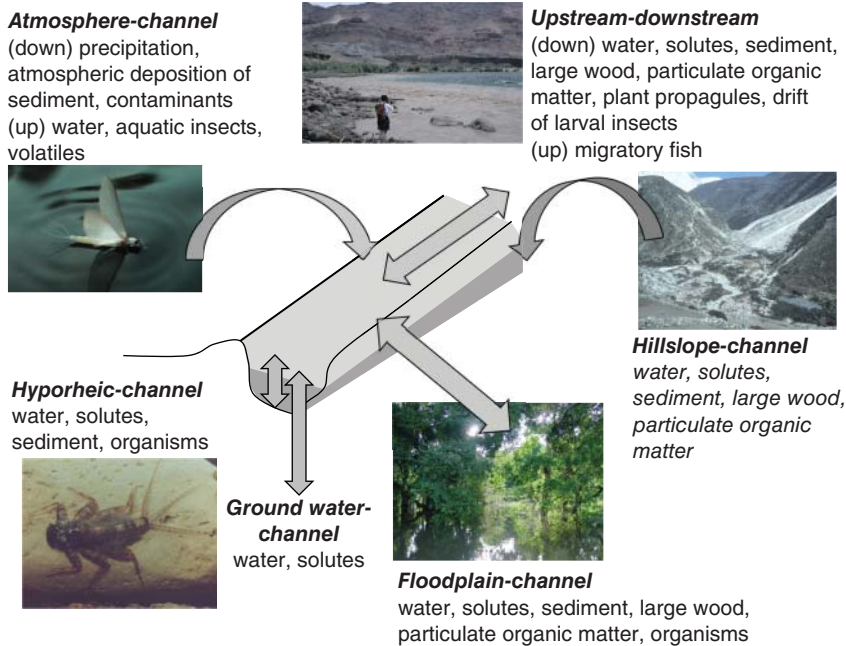 Atmosphere-channel
(down) precipitation,
atmospheric deposition of
sediment, contaminants
(up) water, aquatic insects,
volatiles
Upstream-downstream
(down) water, solutes, sediment,
large wood, particulate organic
matter, plant propagules, drift
of larval insects
(up) migratory fish
Hillslope-channel
water, solutes,
sediment, large wood,
particulate organic
matter
Hyporheic-channel
water, solutes,
sediment, organisms
Ground water-
channel
water, solutes
Floodplain-channel
water, solutes, sediment, large wood,
particulate organic matter, organisms